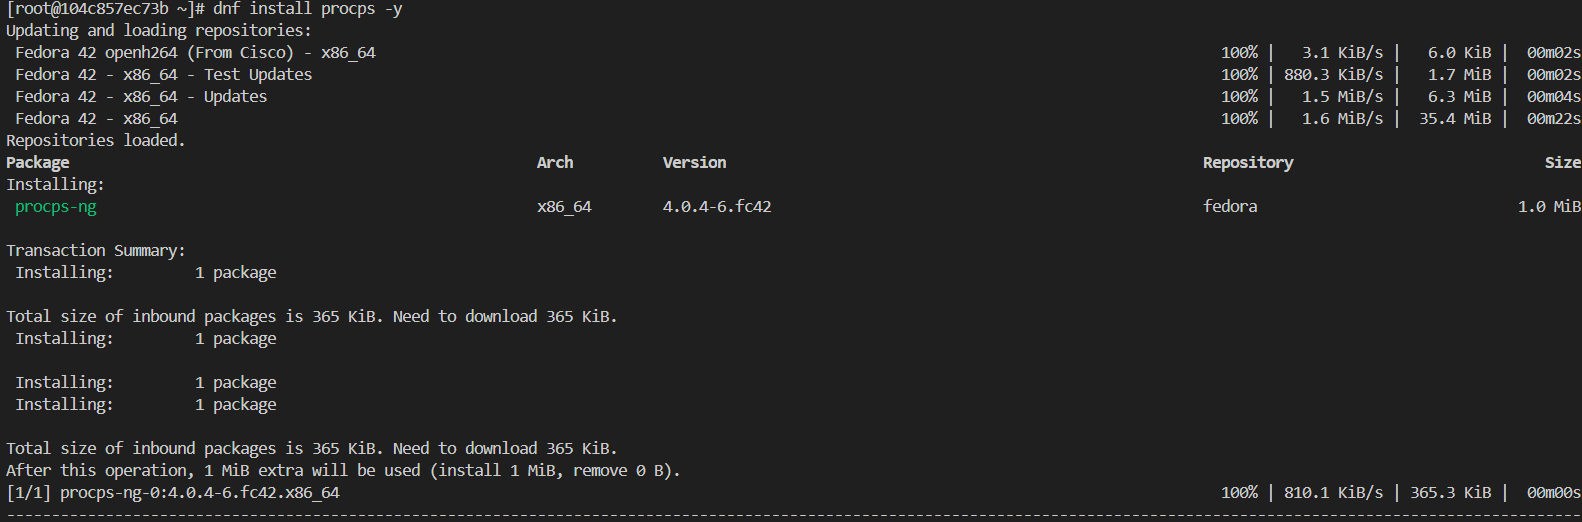 [root@104c857ec73b ~]# dnf install procps -y
Updating and loading repositories:
 Fedora 42 openh264 (From Cisco) - x86_64 100% | 3.1 KiB/s | 6.0 KiB | 00m02s
 Fedora 42 - x86_64 - Test Updates 100% | 880.3 KiB/s | 1.7 MiB | 00m02s
 Fedora 42 - x86_64 - Updates 100% | 1.5 MiB/s | 6.3 MiB | 00m04s
 Fedora 42 - x86_64 100% | 1.6 MiB/s | 35.4 MiB | 00m22s
Repositories loaded.
Package Arch Version Repository Size
Installing:
 procps-ng x86_64 4.0.4-6.fc42 fedora 1.0 MiB
Transaction Summary:
 Installing: 1 package
Total size of inbound packages is 365 KiB. Need to download 365 KiB.
 Installing: 1 package
 Installing: 1 package
 Installing: 1 package
Total size of inbound packages is 365 KiB. Need to download 365 KiB.
After this operation, 1 MiB extra will be used (install 1 MiB, remove 0 B).
[1/1] procps-ng-0:4.0.4-6.fc42.x86_64 100% | 810.1 KiB/s | 365.3 KiB | 00m00s